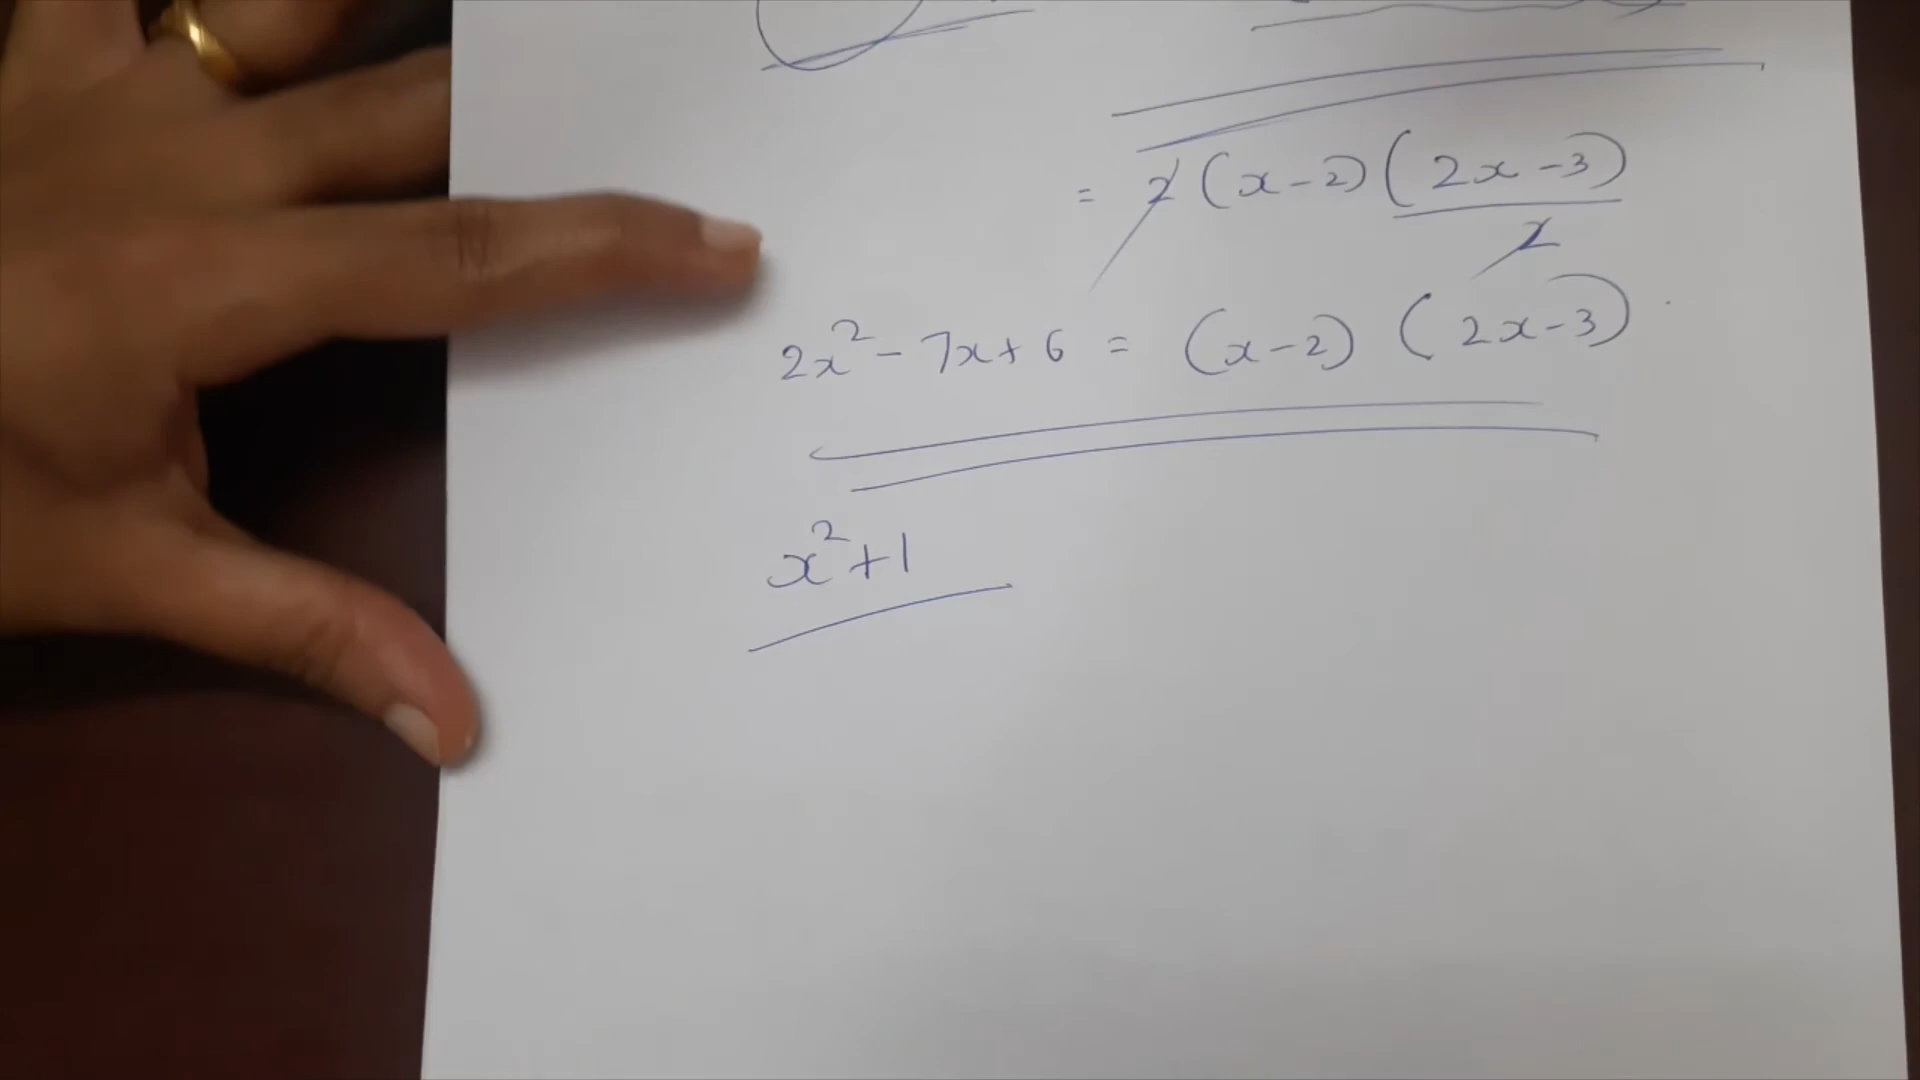 = 2(x-2)(2x-3)/2
2x²-7x+6 = (x-2) (2x-3)
x²+1